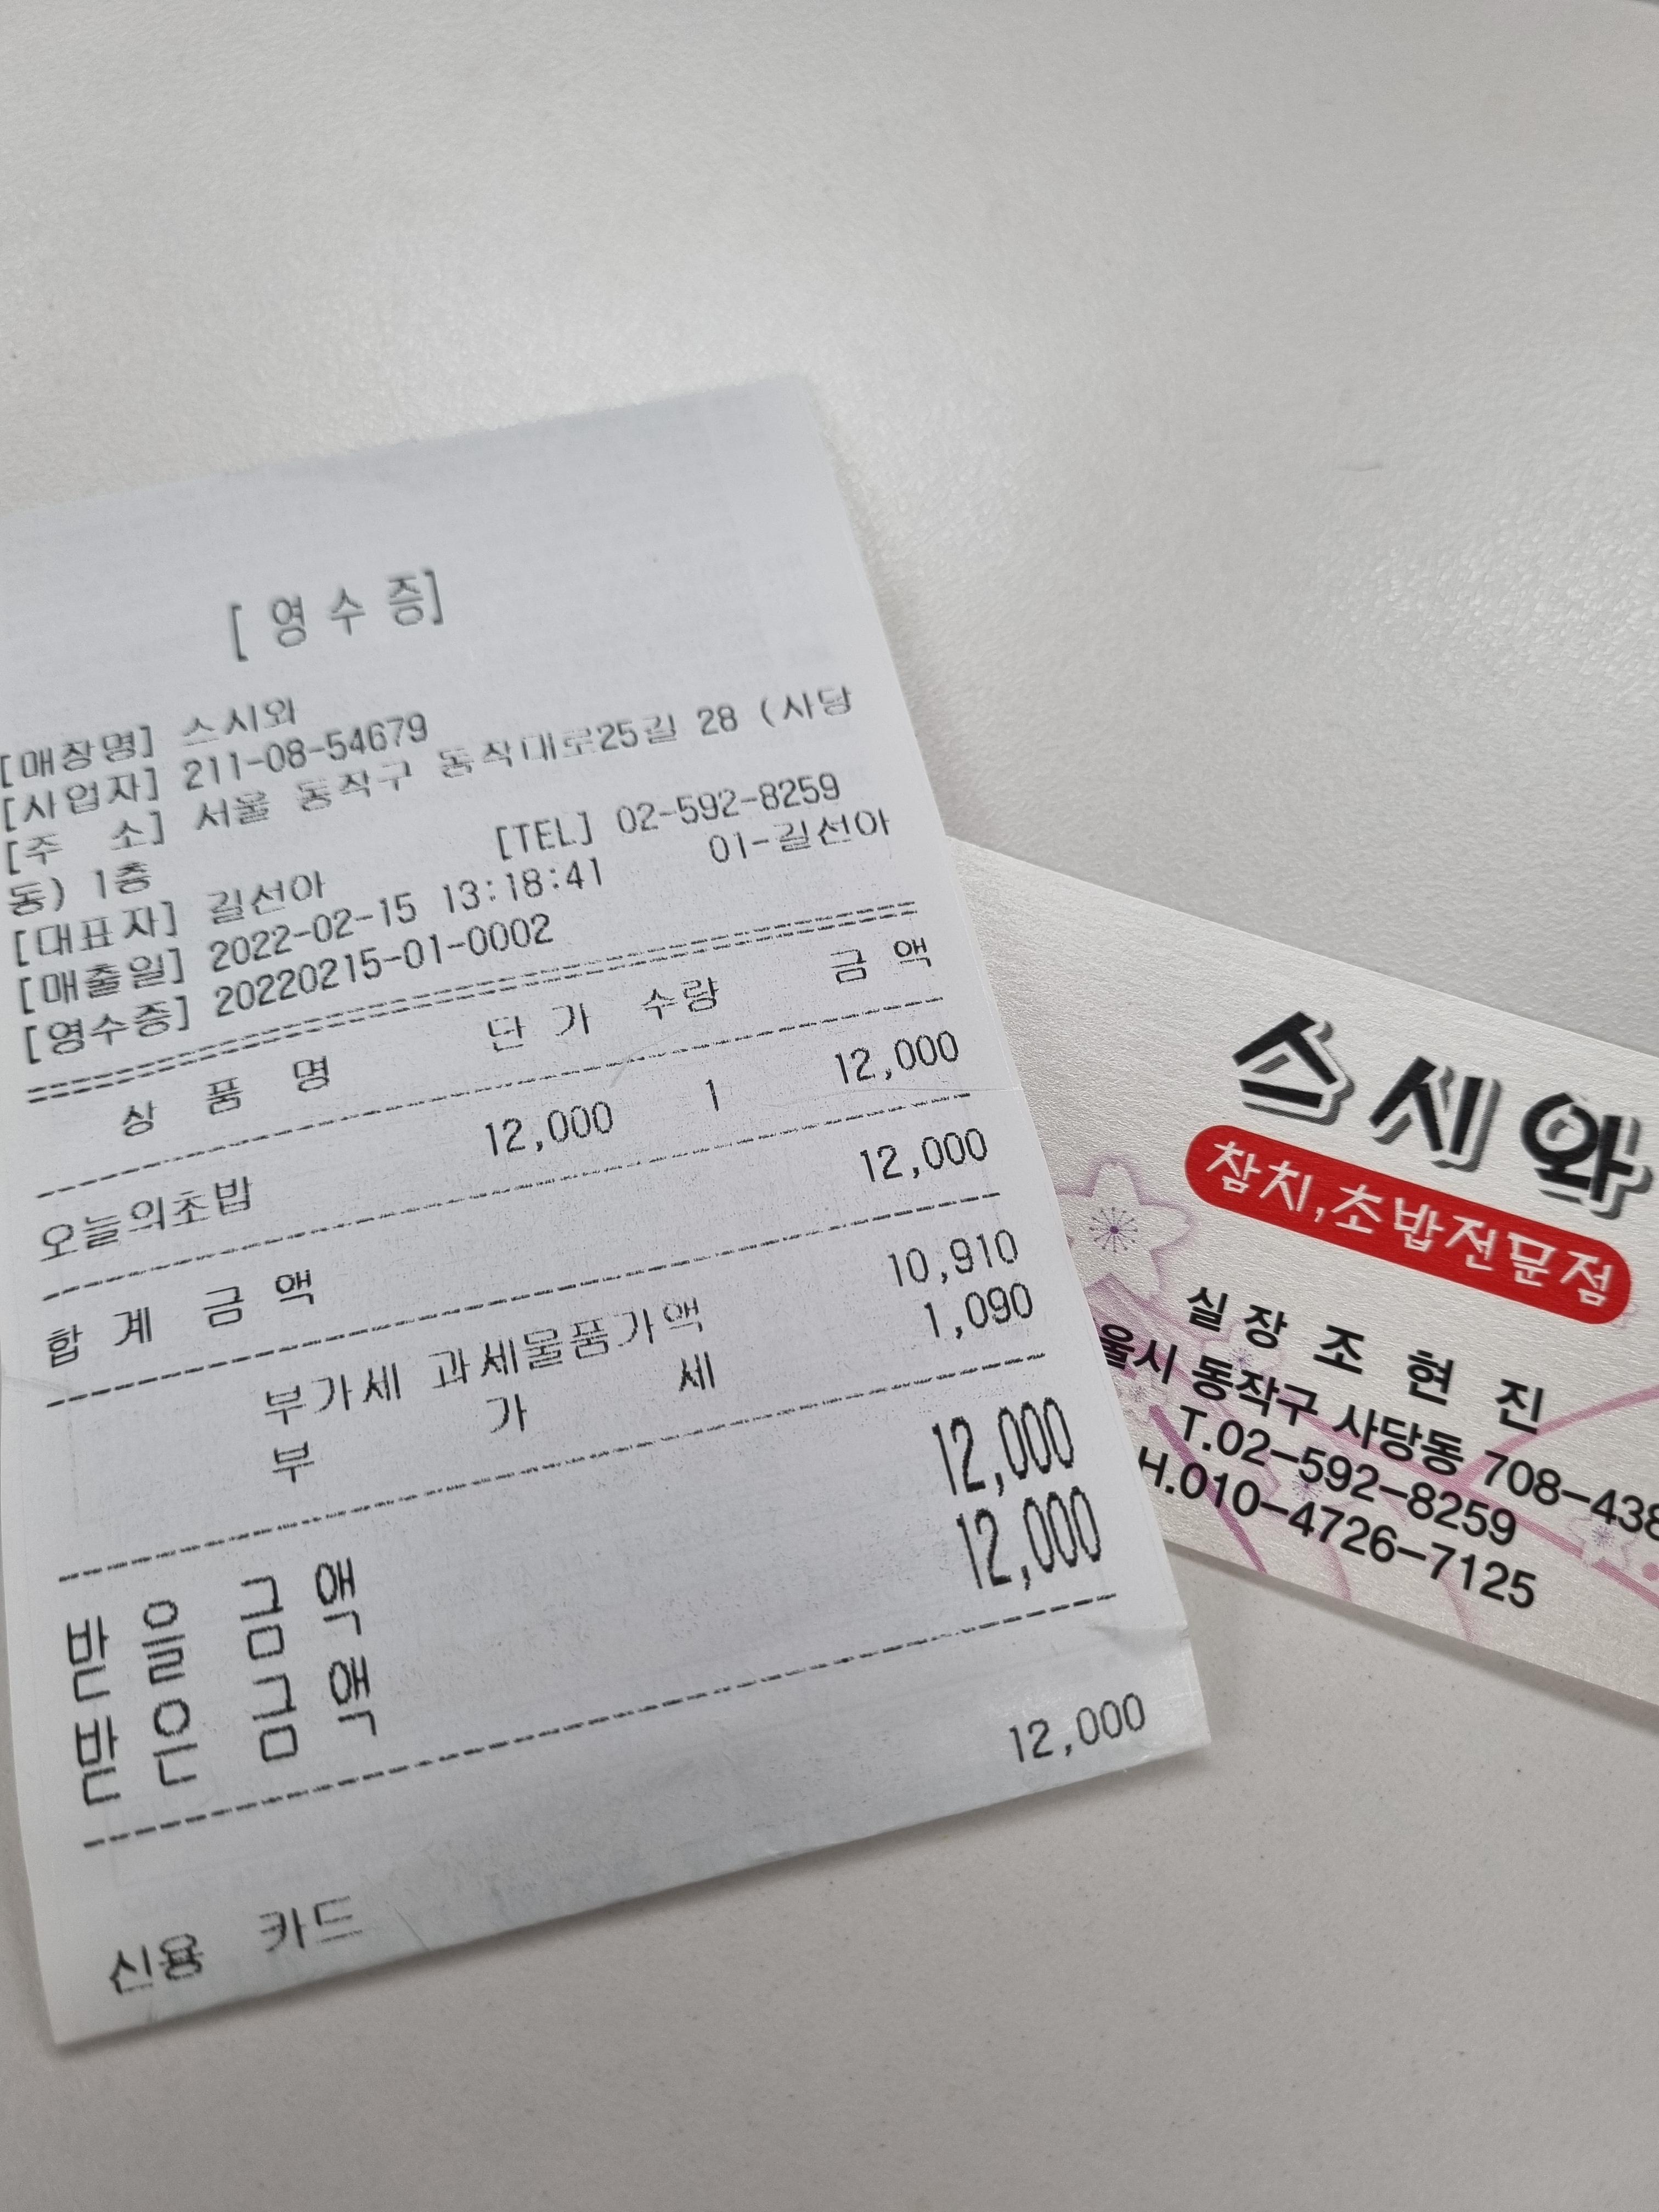 [ 영 수 증]
[매장명] 스시와
[사업자] 211-08-54679
[주 소] 서울 동작구 동작대로25길 28 (사당
동) 1층 [TEL] 02-592-8259
[대표자] 길선아 01-길선아
[매출일] 2022-02-15 13:18:41
[영수증] 20220215-01-0002
상 품 명 단 가 수량 금 액
오늘의초밥 12,000 1 12,000
합 계 금 액 12,000
부가세 과세물품가액 10,910
부 가 세 1,090
받 을 금 액 12,000
받 은 금 액 12,000
신용 카드 12,000
스시와
참치,초밥전문점
실장 조 현 진
울시 동작구 사당동 708-438
T.02-592-8259
H.010-4726-7125